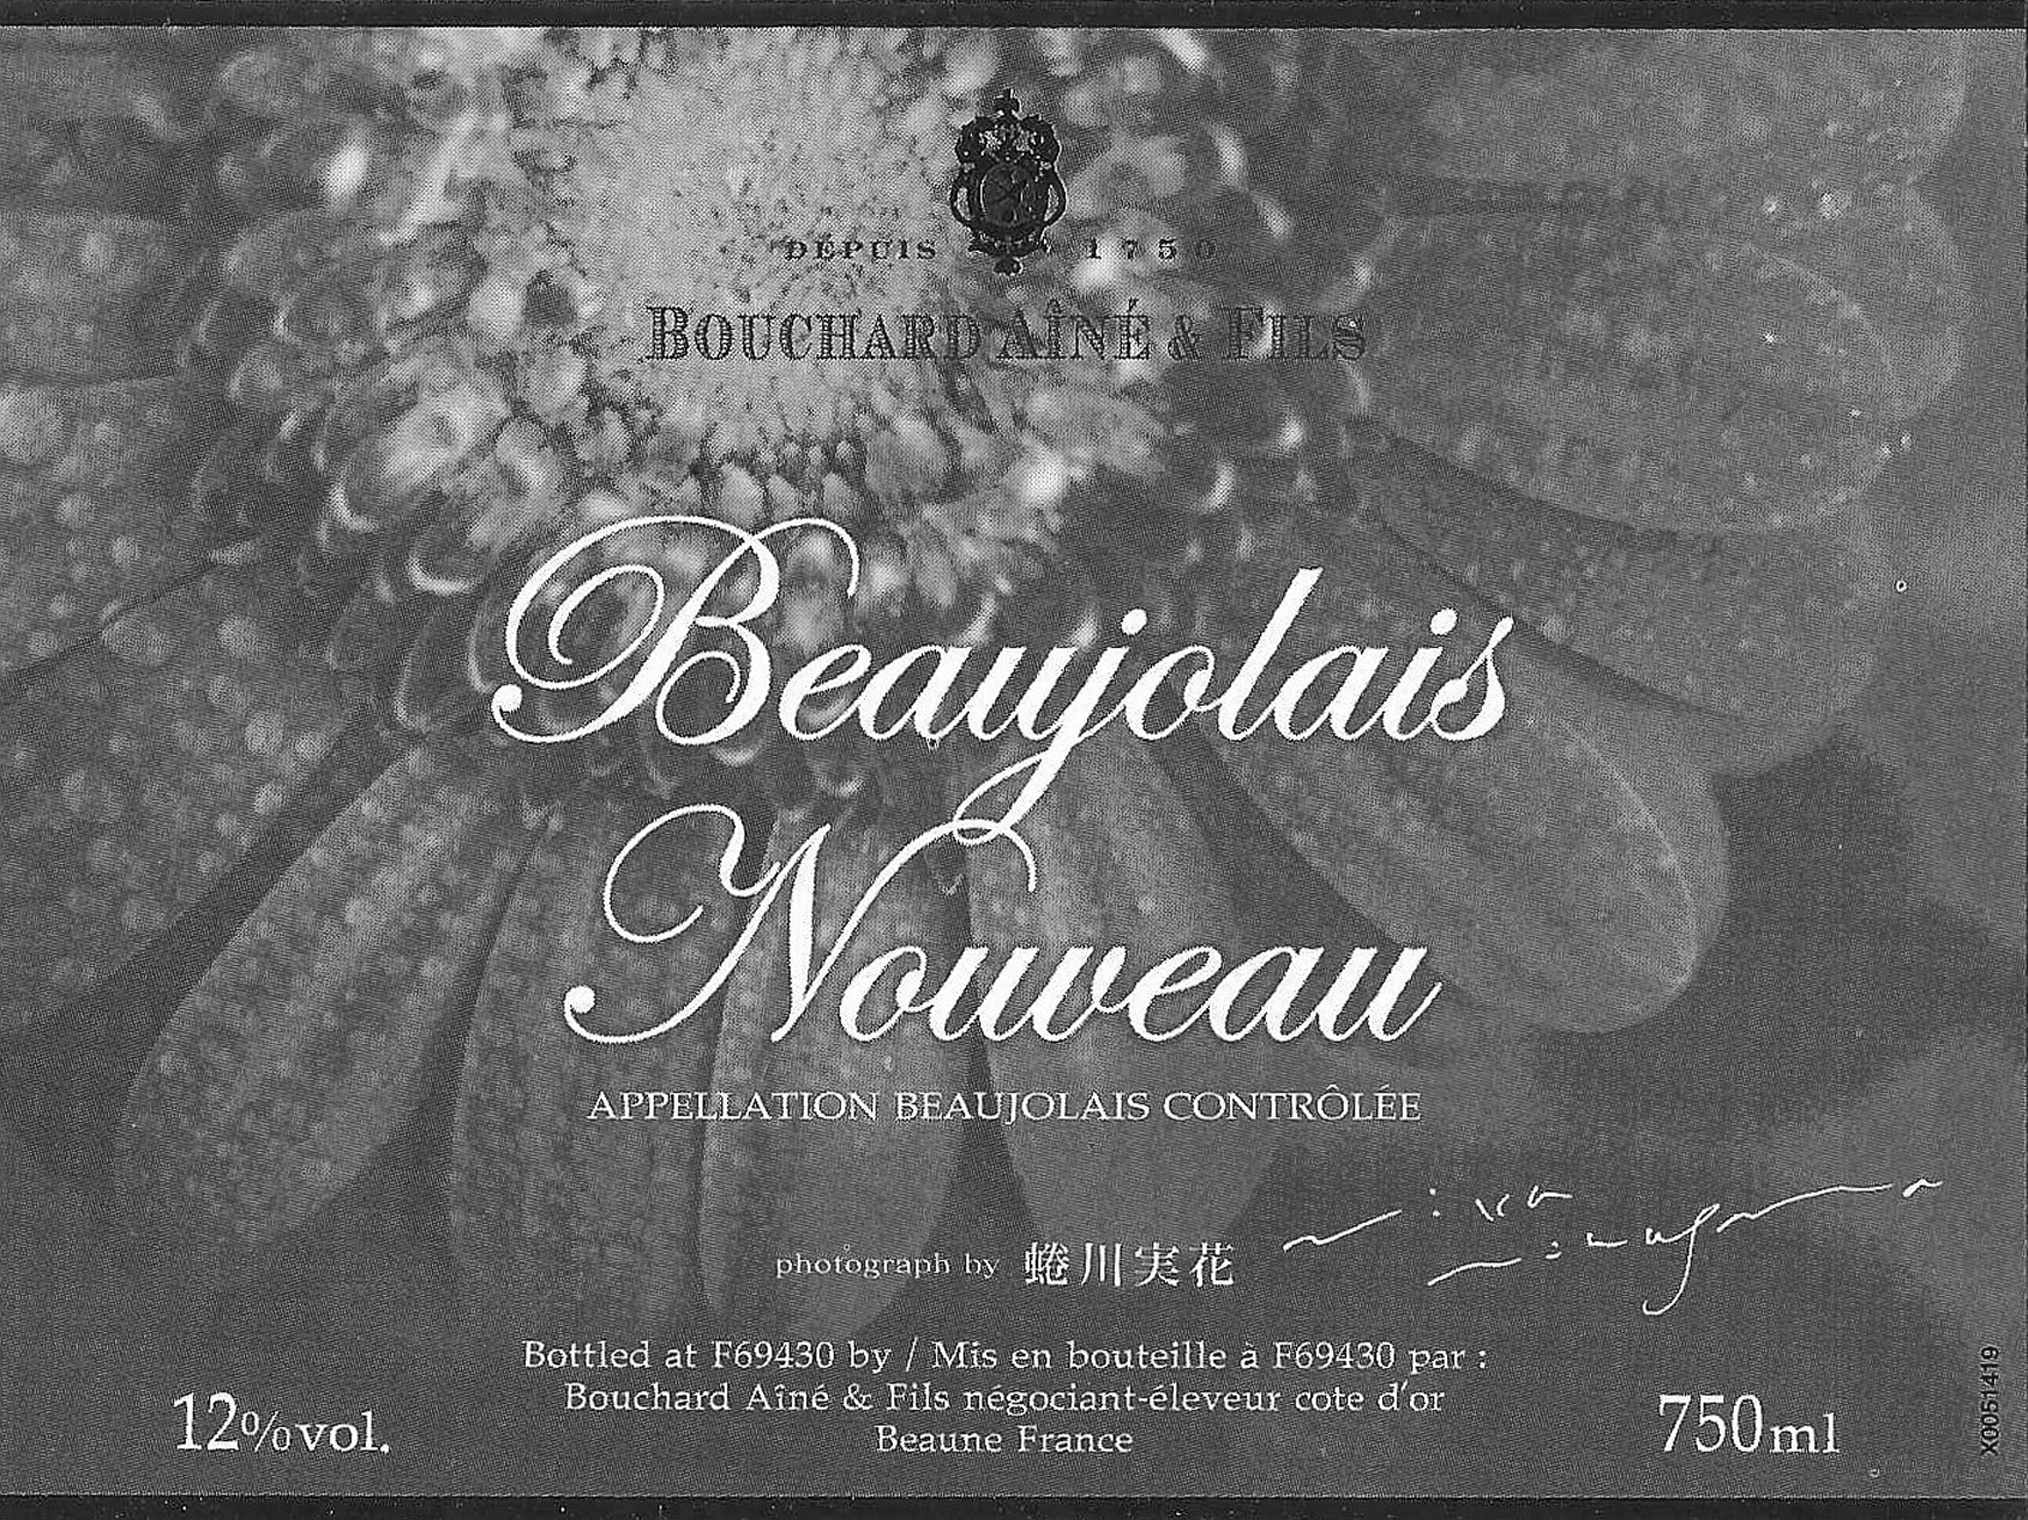 DEPUIS 1750
BOUCHARD AÎNÉ & FILS
Beaujolais
Nouveau
APPELLATION BEAUJOLAIS CONTRÔLÉE
photograph by 蜷川実花
Bottled at F69430 by / Mis en bouteille à F69430 par :
Bouchard Aîné & Fils négociant-éleveur cote d'or
Beaune France
12%vol.
750ml
X0051419